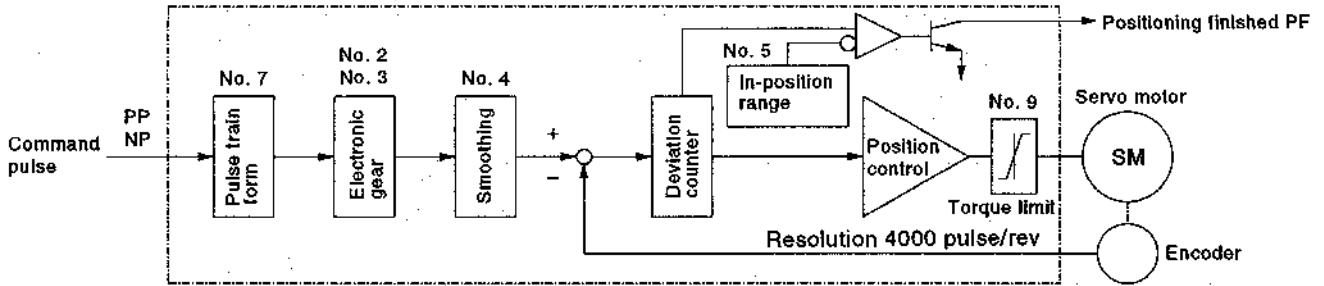 Command
pulse
PP
NP
No. 7
Pulse train
form
No. 2
No. 3
Electronic
gear
No. 4
Smoothing
+
−
Deviation
counter
No. 5
In-position
range
Positioning finished PF
Position
control
No. 9
Torque limit
Servo motor
SM
Resolution 4000 pulse/rev
Encoder